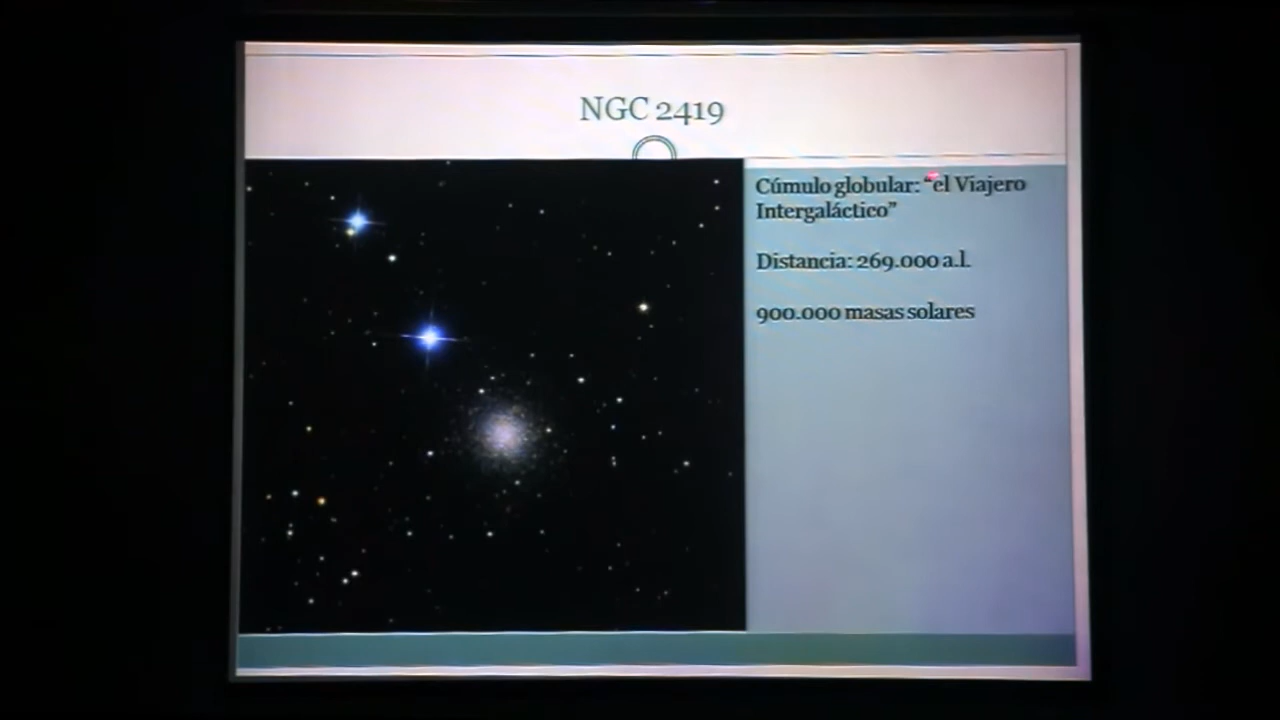 NGC 2419
Cúmulo globular: “el Viajero
Intergaláctico”
Distancia: 269.000 a.l.
900.000 masas solares